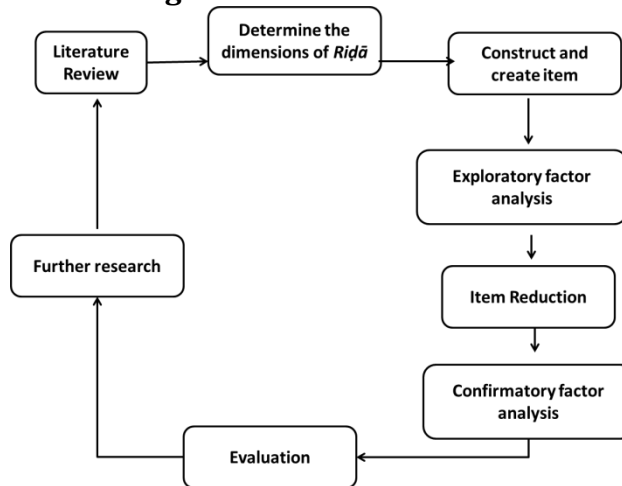 Literature
Review
Determine the
dimensions of Riḍā
Construct and
create item
Exploratory factor
analysis
Item Reduction
Confirmatory factor
analysis
Evaluation
Further research